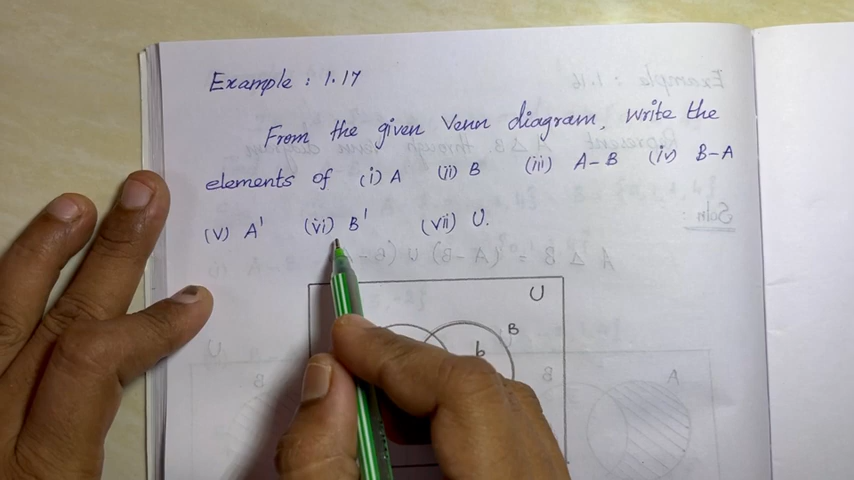 Example : 1.17
From the given Venn diagram, write the
elements of (i) A (ii) B (iii) A-B (iv) B-A
(v) A' (vi) B' (vii) U.
U
B
b